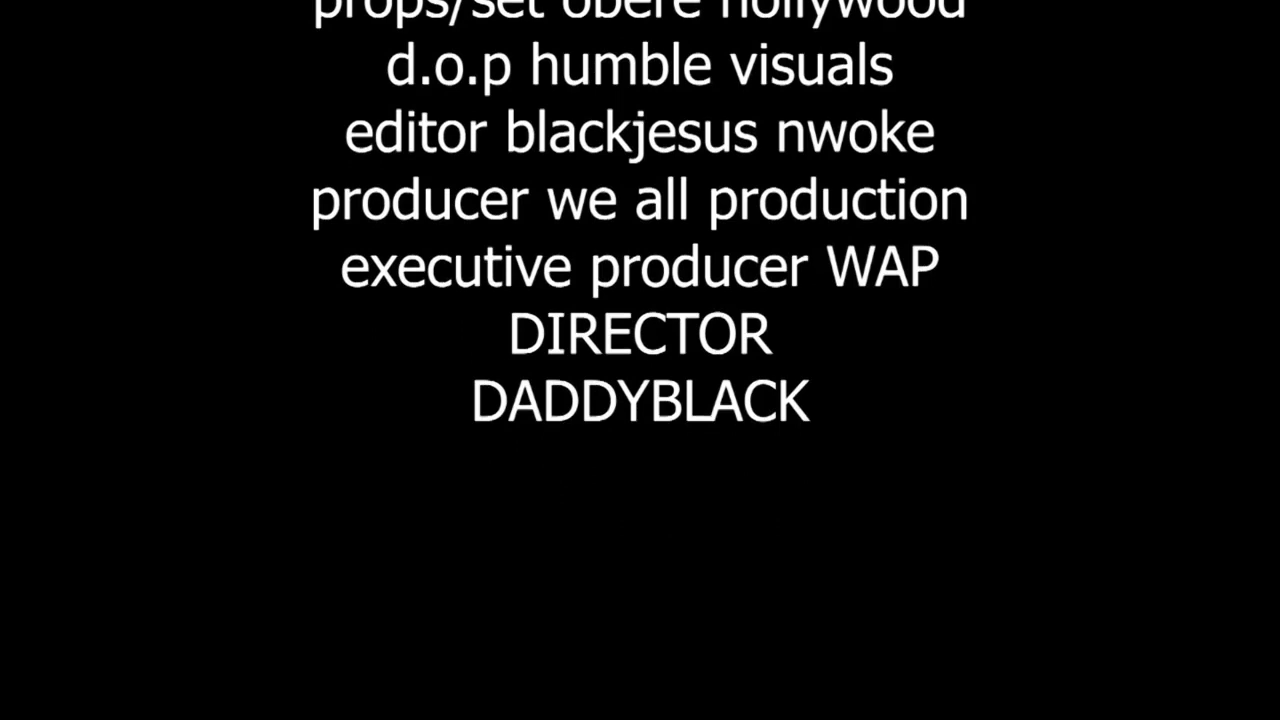 props/set obere hollywood
d.o.p humble visuals
editor blackjesus nwoke
producer we all production
executive producer WAP
DIRECTOR
DADDYBLACK